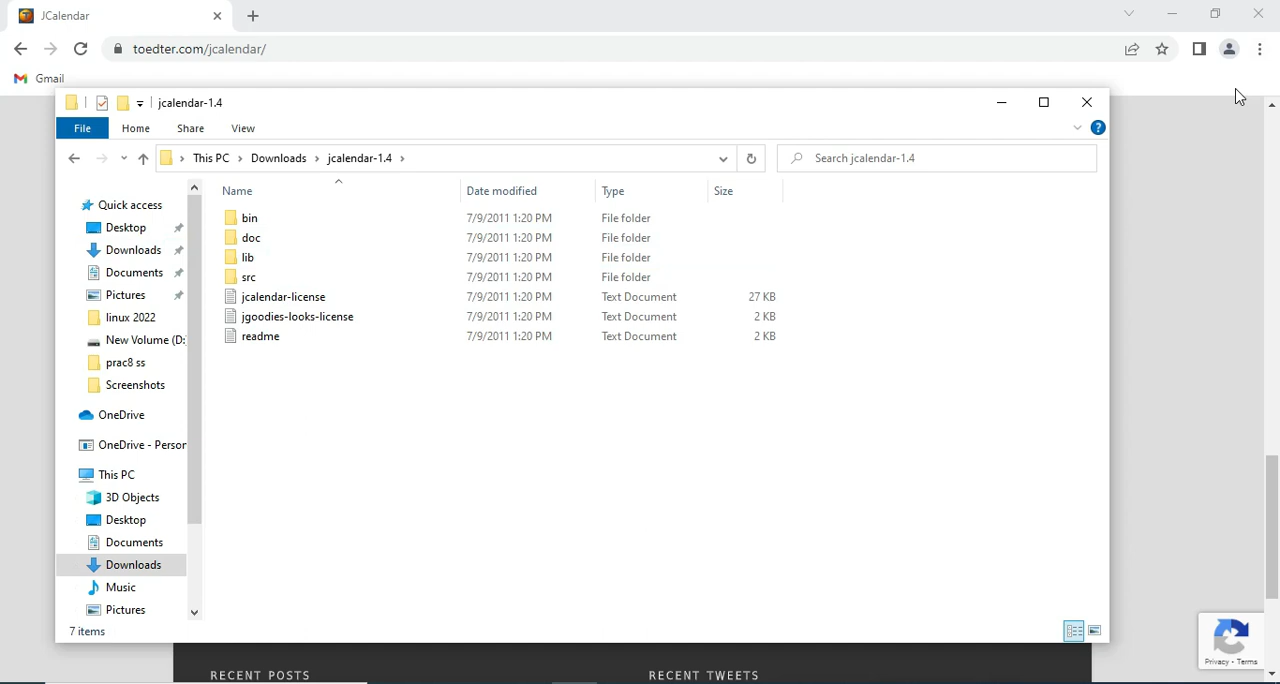 JCalendar
toedter.com/jcalendar/
Gmail
jcalendar-1.4
File Home Share View
This PC > Downloads > jcalendar-1.4 >
Search jcalendar-1.4
Name Date modified Type Size
Quick access
Desktop
Downloads
Documents
Pictures
linux 2022
New Volume (D:
prac8 ss
Screenshots
OneDrive
OneDrive - Person
This PC
3D Objects
Desktop
Documents
Downloads
Music
Pictures
bin 7/9/2011 1:20 PM File folder
doc 7/9/2011 1:20 PM File folder
lib 7/9/2011 1:20 PM File folder
src 7/9/2011 1:20 PM File folder
jcalendar-license 7/9/2011 1:20 PM Text Document 27 KB
jgoodies-looks-license 7/9/2011 1:20 PM Text Document 2 KB
readme 7/9/2011 1:20 PM Text Document 2 KB
7 items
Privacy - Terms
RECENT POSTS RECENT TWEETS